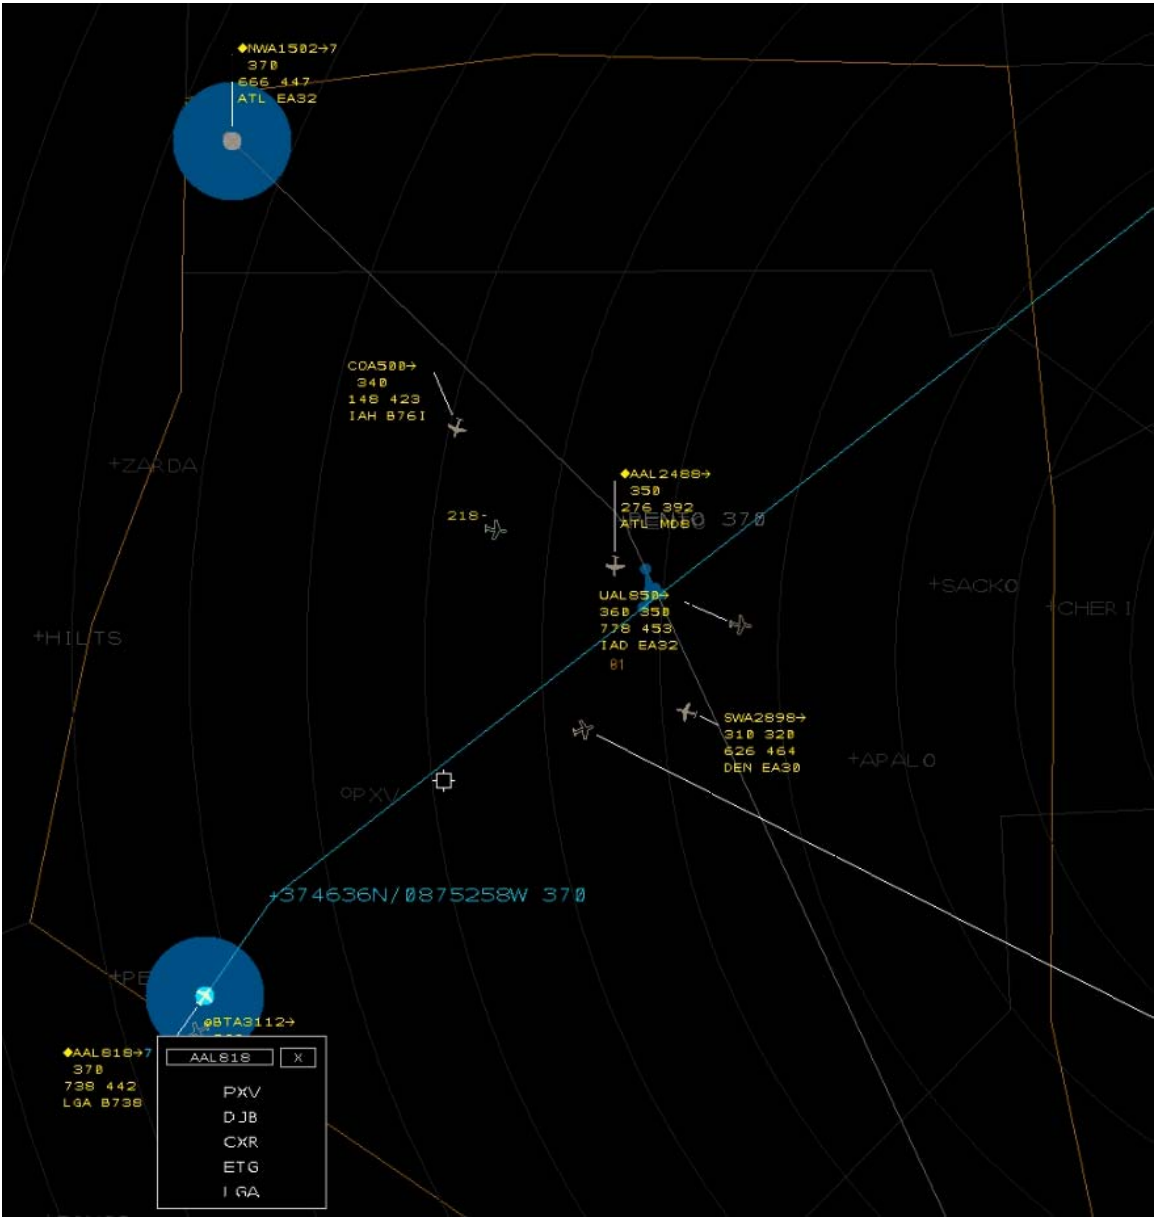 ◆NWA1502→7
370
666 447
ATL EA32
COA500→
340
148 423
IAH B76I
+ZARDA
◆AAL2488→
350
276 392
ATL MD8
370
218-
+SACKO
+CHERI
UAL850→
360 350
778 453
IAD EA32
81
+HILTS
SWA2898→
310 320
626 464
DEN EA30
+APALO
PXV
+374636N/0875258W 370
+PE
BTA3112→
◆AAL818→7
370
738 442
LGA B738
AAL818 X
PXV
DJB
CXR
ETG
LGA